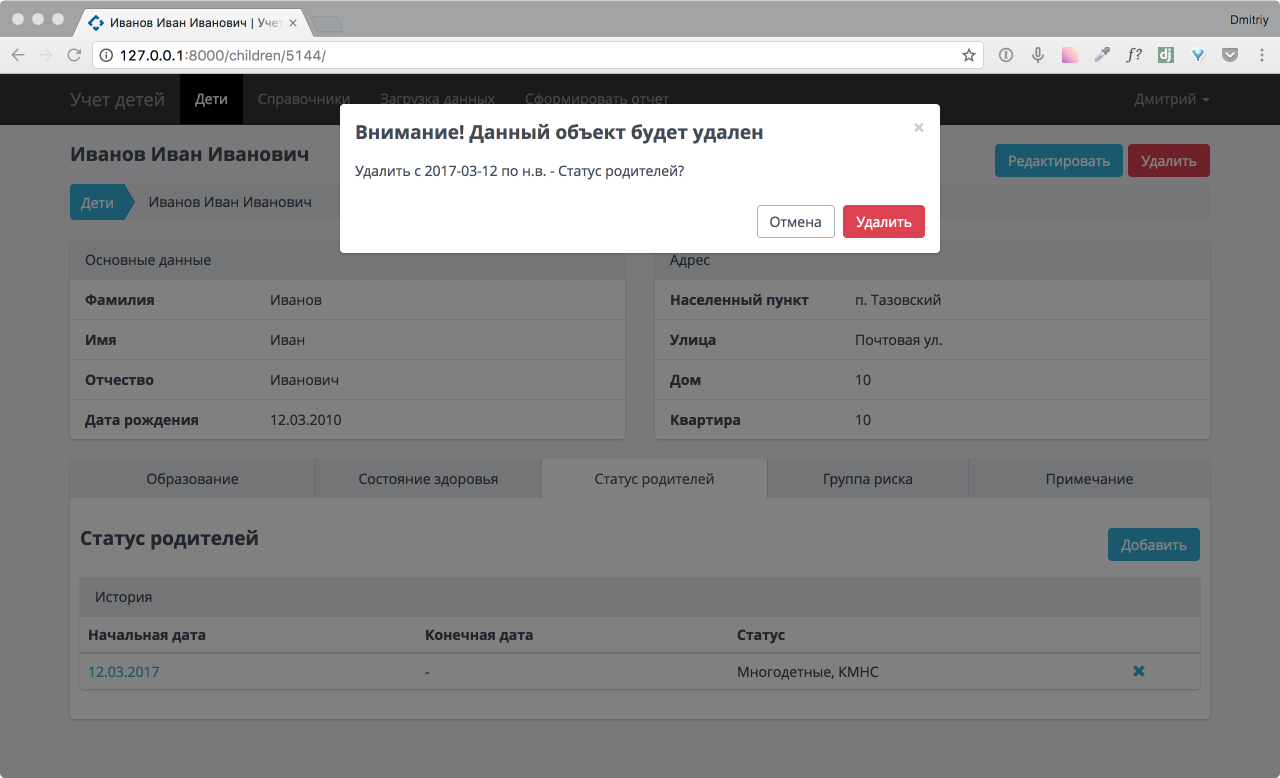 Dmitriy
Иванов Иван Иванович | Учет
127.0.0.1:8000/children/5144/
Учет детей Дети Справочники Загрузка данных Сформировать отчет Дмитрий
Внимание! Данный объект будет удален ×
Удалить с 2017-03-12 по н.в. - Статус родителей?
Отмена Удалить
Иванов Иван Иванович Редактировать Удалить
Дети Иванов Иван Иванович
Основные данные
Фамилия Иванов
Имя Иван
Отчество Иванович
Дата рождения 12.03.2010
Адрес
Населенный пункт п. Тазовский
Улица Почтовая ул.
Дом 10
Квартира 10
Образование Состояние здоровья Статус родителей Группа риска Примечание
Статус родителей Добавить
История
Начальная дата Конечная дата Статус
12.03.2017 - Многодетные, КМНС